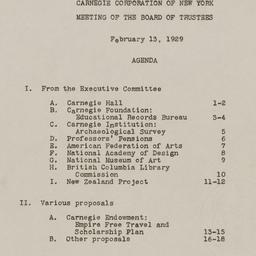 CARNEGIE CORPORATION OF NEW YORK
MEETING OF THE BOARD OF TRUSTEES
February 13, 1929
AGENDA
I. From the Executive Committee
A. Carnegie Hall 1-2
B. Carnegie Foundation:
Educational Records Bureau 3-4
C. Carnegie Institution:
Archaeological Survey 5
D. Professors' Pensions 6
E. American Federation of Arts 7
F. National Academy of Design 8
G. National Museum of Art 9
H. British Columbia Library
Commission 10
I. New Zealand Project 11-12
II. Various proposals
A. Carnegie Endowment:
Empire Free Travel and
Scholarship Plan 13-15
B. Other proposals 16-18